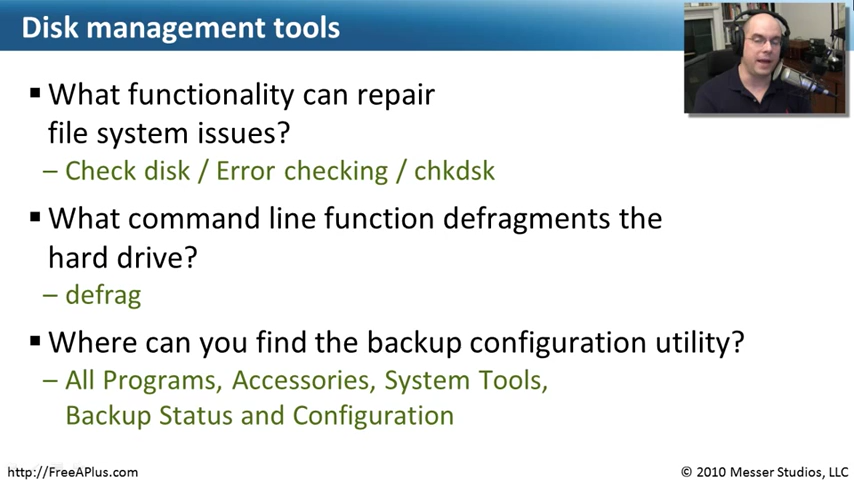 Disk management tools
▪ What functionality can repair
file system issues?
– Check disk / Error checking / chkdsk
▪ What command line function defragments the
hard drive?
– defrag
▪ Where can you find the backup configuration utility?
– All Programs, Accessories, System Tools,
Backup Status and Configuration
http://FreeAPlus.com
© 2010 Messer Studios, LLC